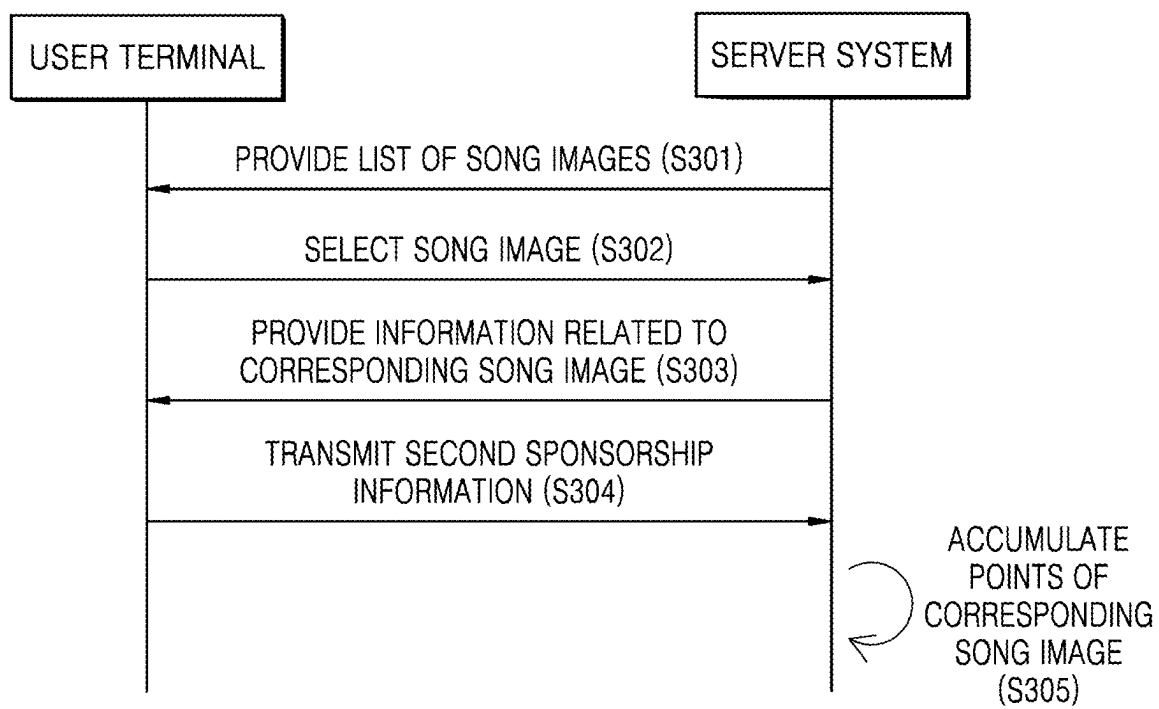 USER TERMINAL
SERVER SYSTEM
PROVIDE LIST OF SONG IMAGES (S301)
SELECT SONG IMAGE (S302)
PROVIDE INFORMATION RELATED TO
CORRESPONDING SONG IMAGE (S303)
TRANSMIT SECOND SPONSORSHIP
INFORMATION (S304)
ACCUMULATE
POINTS OF
CORRESPONDING
SONG IMAGE
(S305)